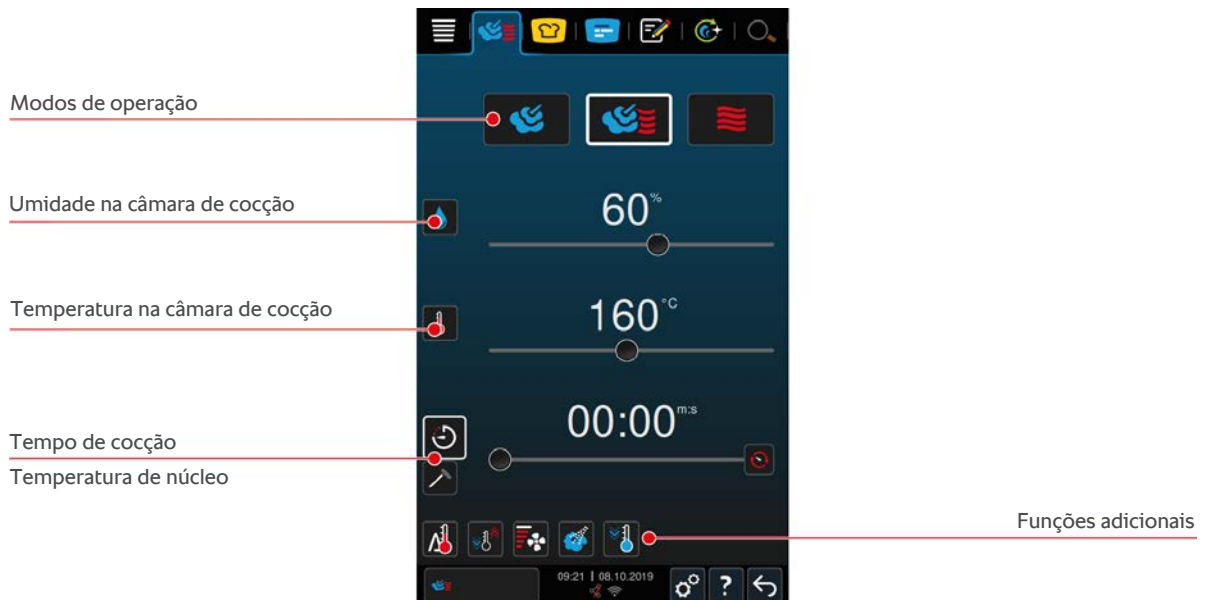 Modos de operação
Umidade na câmara de cocção
60%
Temperatura na câmara de cocção
160°C
00:00 m:s
Tempo de cocção
Temperatura de núcleo
Funções adicionais
09:21 | 08.10.2019
?